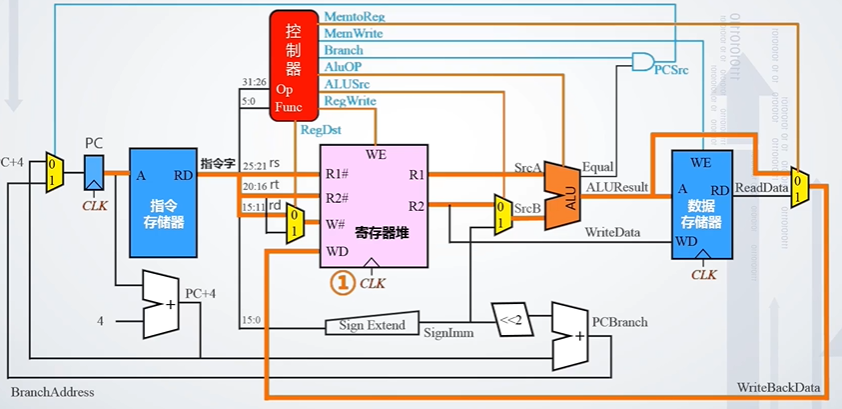 MemtoReg
MemWrite
Branch
AluOP
ALUSrc
RegWrite
控制器
31:26
Op
5:0
Func
RegDst
PCSrc
C+4
0
1
PC
CLK
A
RD
指令
存储器
指令字
25:21 rs
20:16 rt
15:11 rd
0
1
WE
R1#
R2#
W#
WD
R1
R2
寄存器堆
①
CLK
SrcA
0
1
SrcB
ALU
Equal
ALUResult
WriteData
WE
A
RD
数据
存储器
WD
CLK
ReadData
0
1
4
+
PC+4
15:0
Sign Extend
SignImm
<<2
+
PCBranch
BranchAddress
WriteBackData